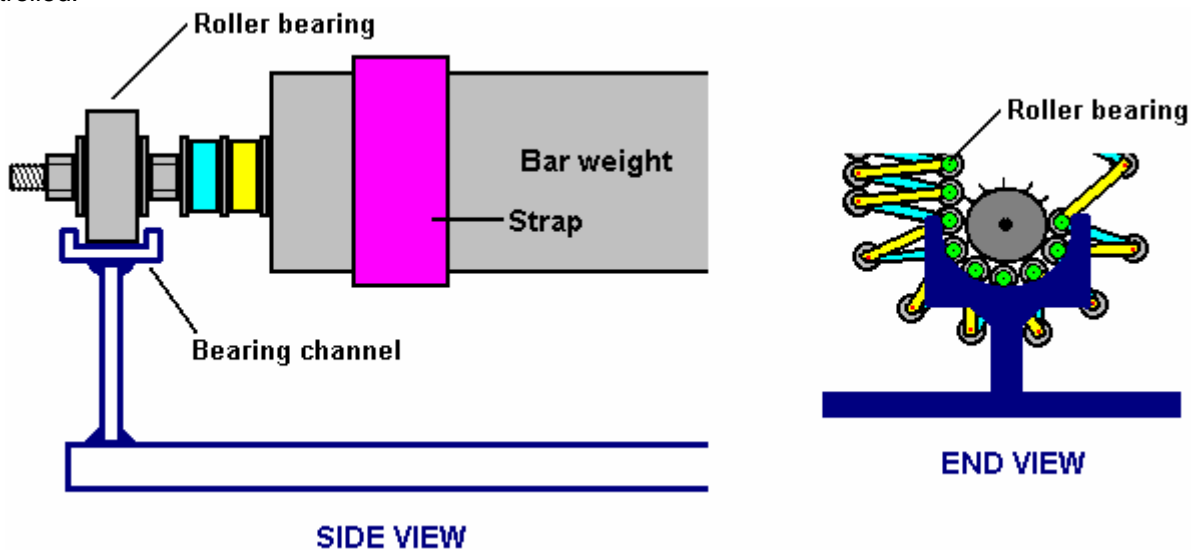 Roller bearing
Bar weight
Strap
Bearing channel
SIDE VIEW
Roller bearing
END VIEW